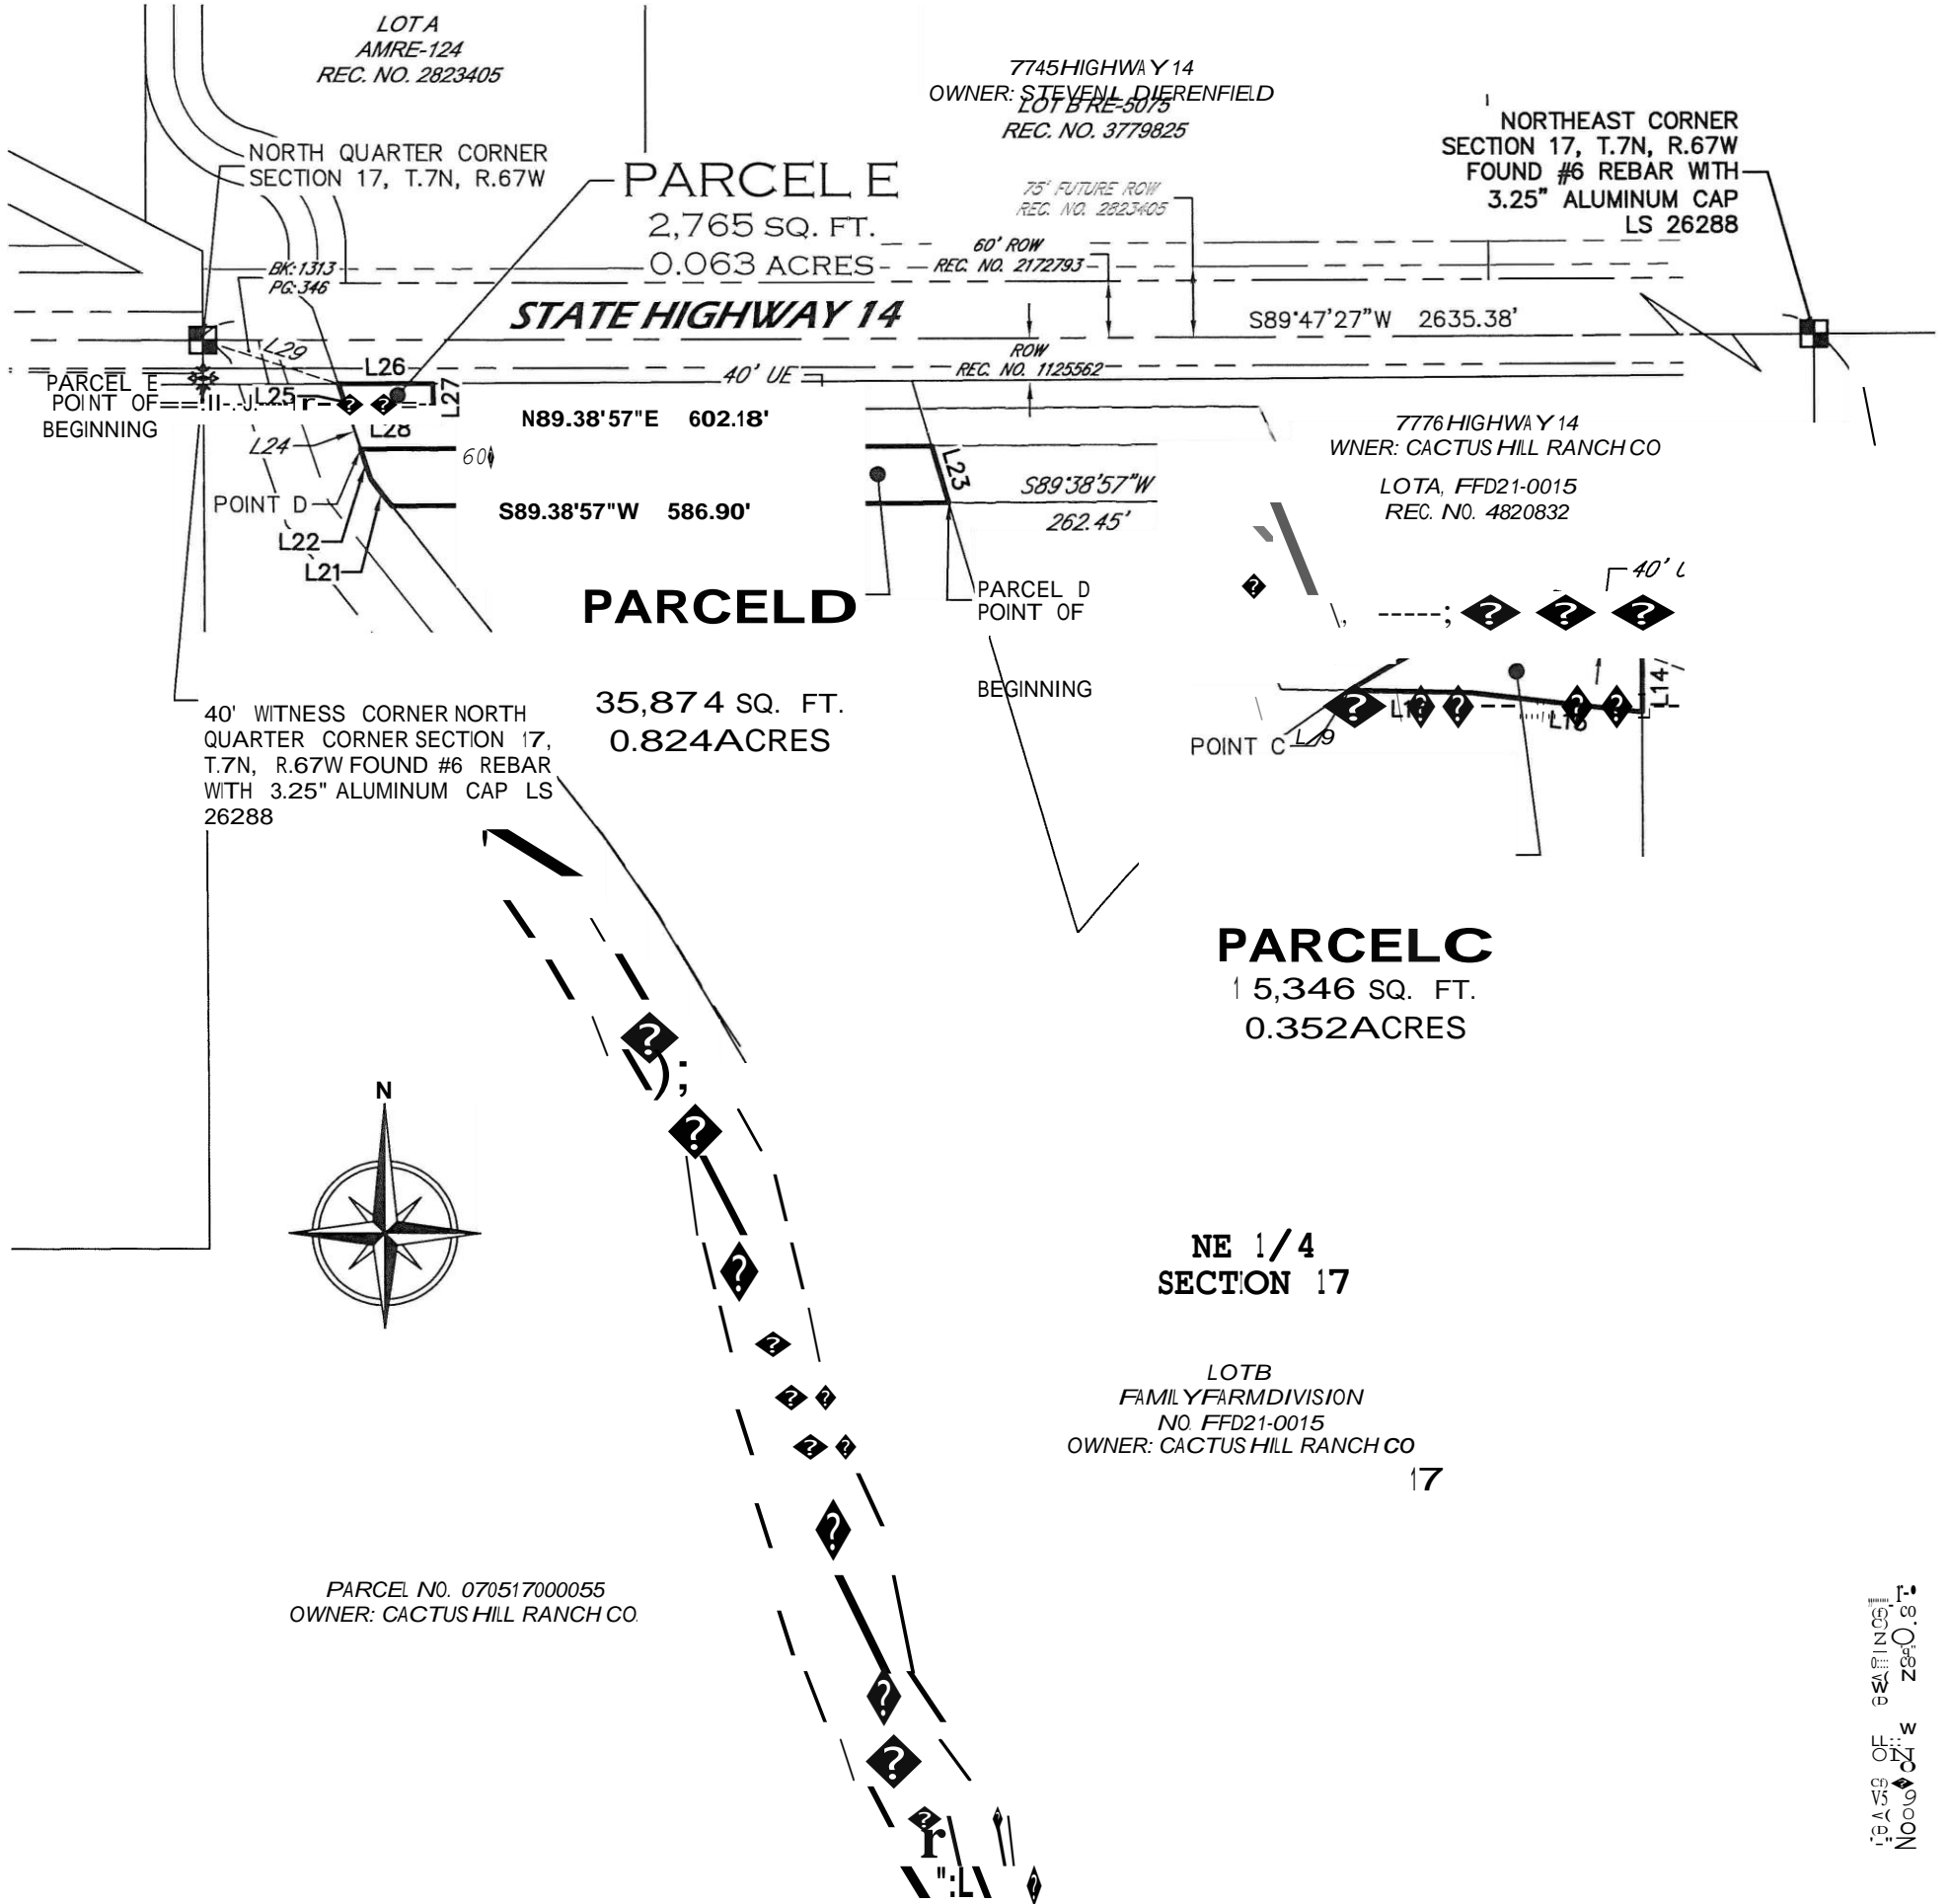 LOT A
AMRE-124
REC. NO. 2823405
7745 HIGHWAY 14
OWNER: STEVEN L DIERENFIELD
LOT B RE-5075
REC. NO. 3779825
NORTHEAST CORNER
SECTION 17, T.7N, R.67W
FOUND #6 REBAR WITH
3.25" ALUMINUM CAP
LS 26288
NORTH QUARTER CORNER
SECTION 17, T.7N, R.67W
PARCEL E
2,765 SQ. FT.
0.063 ACRES
75' FUTURE ROW
REC. NO. 2823405
60' ROW
REC. NO. 2172793
BK: 1313
PG: 346
STATE HIGHWAY 14
S89°47'27"W 2635.38'
L29
L26
ROW
REC. NO. 1125562
40' UE
PARCEL E
POINT OF
BEGINNING
L25
L27
L28
L24
N89.38'57"E 602.18'
60
POINT D
S89.38'57"W 586.90'
L22
L21
L23
S89°38'57"W
262.45'
7776 HIGHWAY 14
WNER: CACTUS HILL RANCH CO
LOTA, FFD21-0015
REC. NO. 4820832
PARCELD
35,874 SQ. FT.
0.824ACRES
PARCEL D
POINT OF
BEGINNING
40' U
L14
POINT C
40' WITNESS CORNER NORTH
QUARTER CORNER SECTION 17,
T.7N, R.67W FOUND #6 REBAR
WITH 3.25" ALUMINUM CAP LS
26288
PARCELC
15,346 SQ. FT.
0.352ACRES
N
NE 1/4
SECTION 17
LOTB
FAMILYFARMDIVISION
NO. FFD21-0015
OWNER: CACTUS HILL RANCH CO
17
PARCEL NO. 070517000055
OWNER: CACTUS HILL RANCH CO.